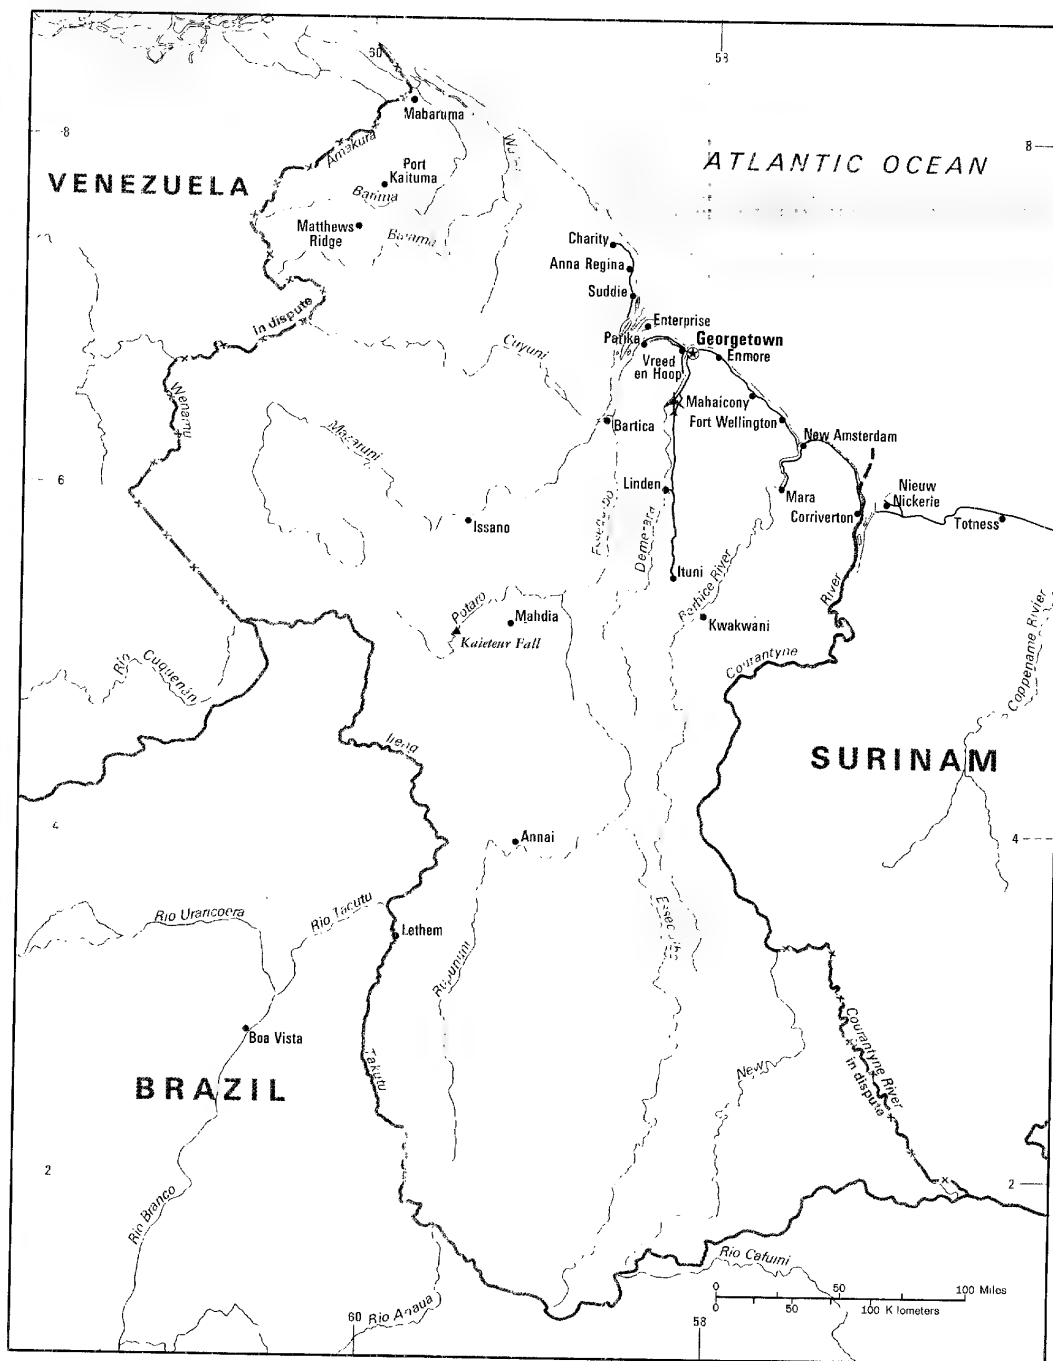 60
58
8
8
ATLANTIC OCEAN
VENEZUELA
Mabaruma
Amakura
Port
Kaituma
Barima
Matthews
Ridge
Barama
Charity
Anna Regina
Suddie
In dispute
Enterprise
Parika
Georgetown
Vreed
en Hoop
Enmore
Cuyuni
Wenamu
Mahaicony
Fort Wellington
Bartica
New Amsterdam
Mazaruni
6
Linden
Mara
Nieuw
Nickerie
Corriverton
Totness
Issano
Essequibo
Demerara
Ituni
Berbice River
River
Potaro
Mahdia
Kaieteur Fall
Kwakwani
Courantyne
Coppename Rivier
Rio
Cuquenán
Ireng
SURINAM
4
4
Annai
Rio Uraricoera
Rio Tacutu
Lethem
Essequibo
Rupununi
Boa Vista
Courantyne River
in dispute
New
Takutu
BRAZIL
2
2
Rio Branco
Rio Cafuini
Rio Anaua
0
50
100 Miles
0
50
100 Kilometers
60
58